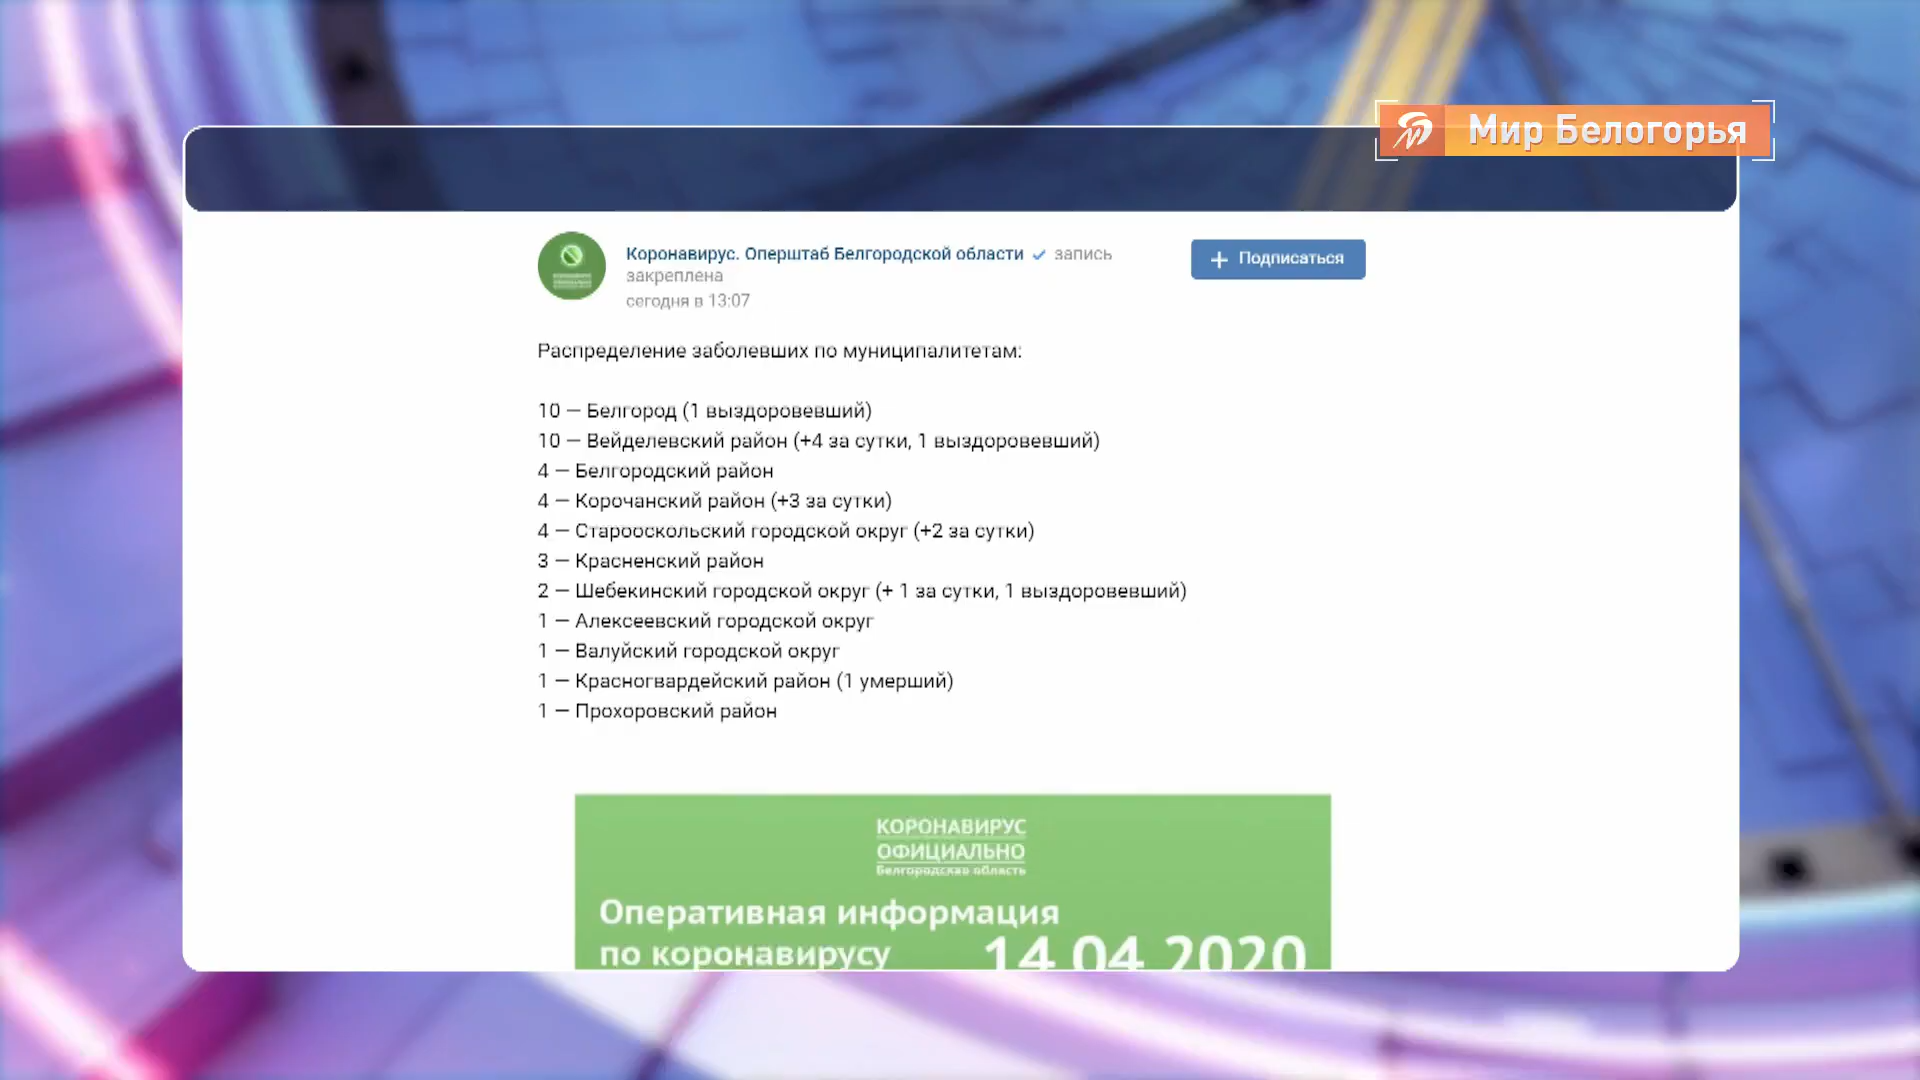 Мир Белогорья
Коронавирус. Оперштаб Белгородской области запись
закреплена
сегодня в 13:07
+ Подписаться
Распределение заболевших по муниципалитетам:
10 — Белгород (1 выздоровевший)
10 — Вейделевский район (+4 за сутки, 1 выздоровевший)
4 — Белгородский район
4 — Корочанский район (+3 за сутки)
4 — Старооскольский городской округ (+2 за сутки)
3 — Красненский район
2 — Шебекинский городской округ (+ 1 за сутки, 1 выздоровевший)
1 — Алексеевский городской округ
1 — Валуйский городской округ
1 — Красногвардейский район (1 умерший)
1 — Прохоровский район
КОРОНАВИРУС
ОФИЦИАЛЬНО
Белгородская область
Оперативная информация
по коронавирусу
14.04.2020